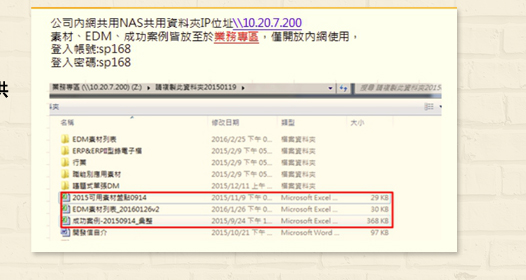 公司內網共用NAS共用資料夾IP位址\\10.20.7.200
素材、EDM、成功案例皆放至於業務專區，僅開放內網使用，
登入帳號:sp168
登入密碼:sp168
業務專區 (\\10.20.7.200) (Z:) ▸ 請複製此資料夾20150119 ▸
搜尋 請複製此資料夾2015
名稱 修改日期 類型 大小
EDM素材列表 2016/2/25 下午 0... 檔案資料夾
ERP&ERPII型錄電子檔 2015/2/9 下午 05... 檔案資料夾
行業 2015/2/9 下午 05... 檔案資料夾
職能別應用素材 2015/2/9 下午 05... 檔案資料夾
譜體式單張DM 2015/12/11 上午 ... 檔案資料夾
2015可用素材盤點0914 2015/11/9 下午 0... Microsoft Excel ... 29 KB
EDM素材列表_20160126v2 2016/1/26 下午 0... Microsoft Excel ... 30 KB
成功案例-20150914_彙整 2015/9/24 下午 1... Microsoft Excel ... 368 KB
開發信自介 2015/10/21 下午 ... Microsoft Word ... 97 KB